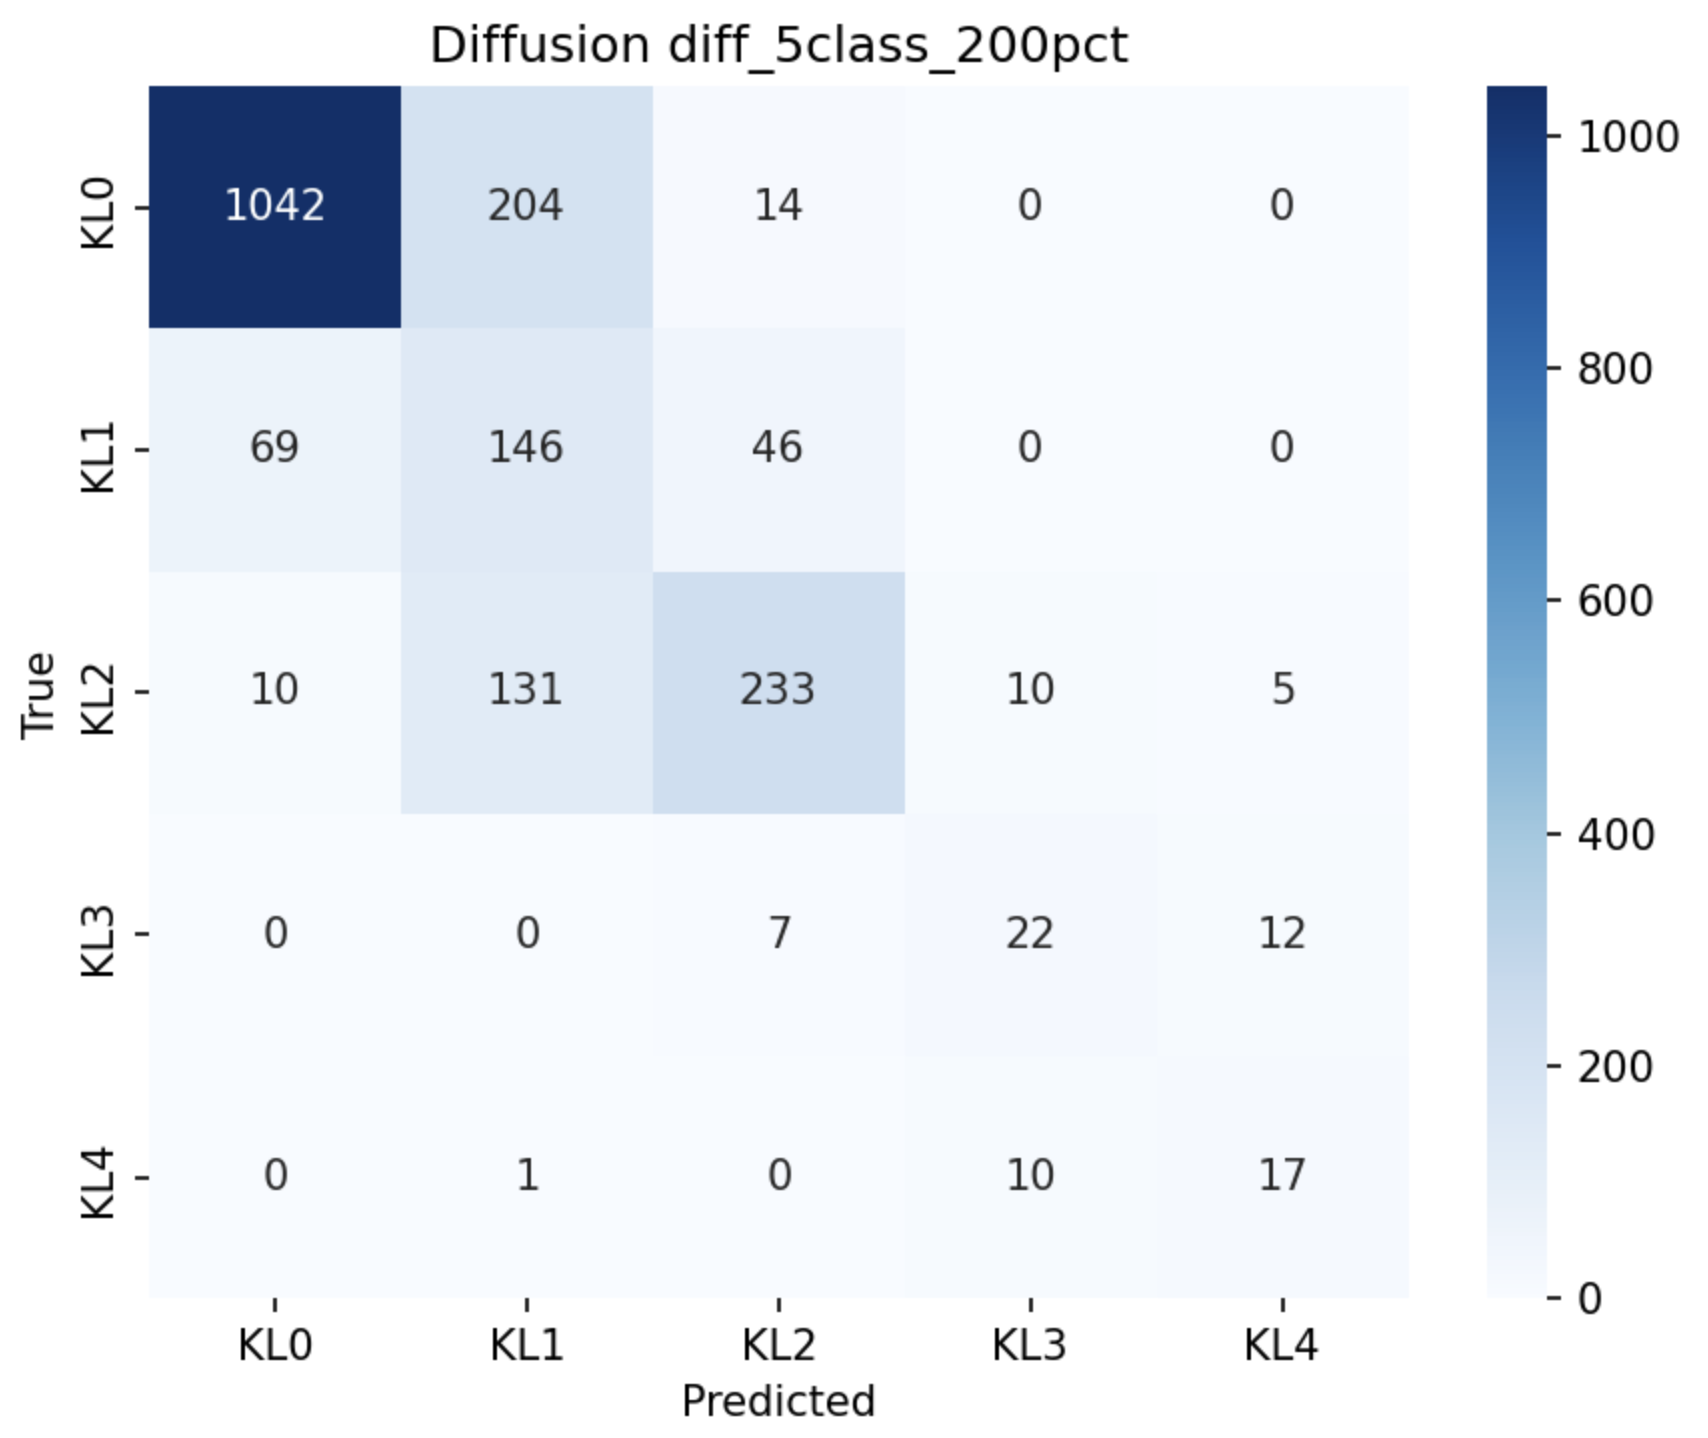 Diffusion diff_5class_200pct
KL0 1042 204 14 0 0
KL1 69 146 46 0 0
KL2 10 131 233 10 5
KL3 0 0 7 22 12
KL4 0 1 0 10 17
KL0 KL1 KL2 KL3 KL4
Predicted
True
1000
800
600
400
200
0